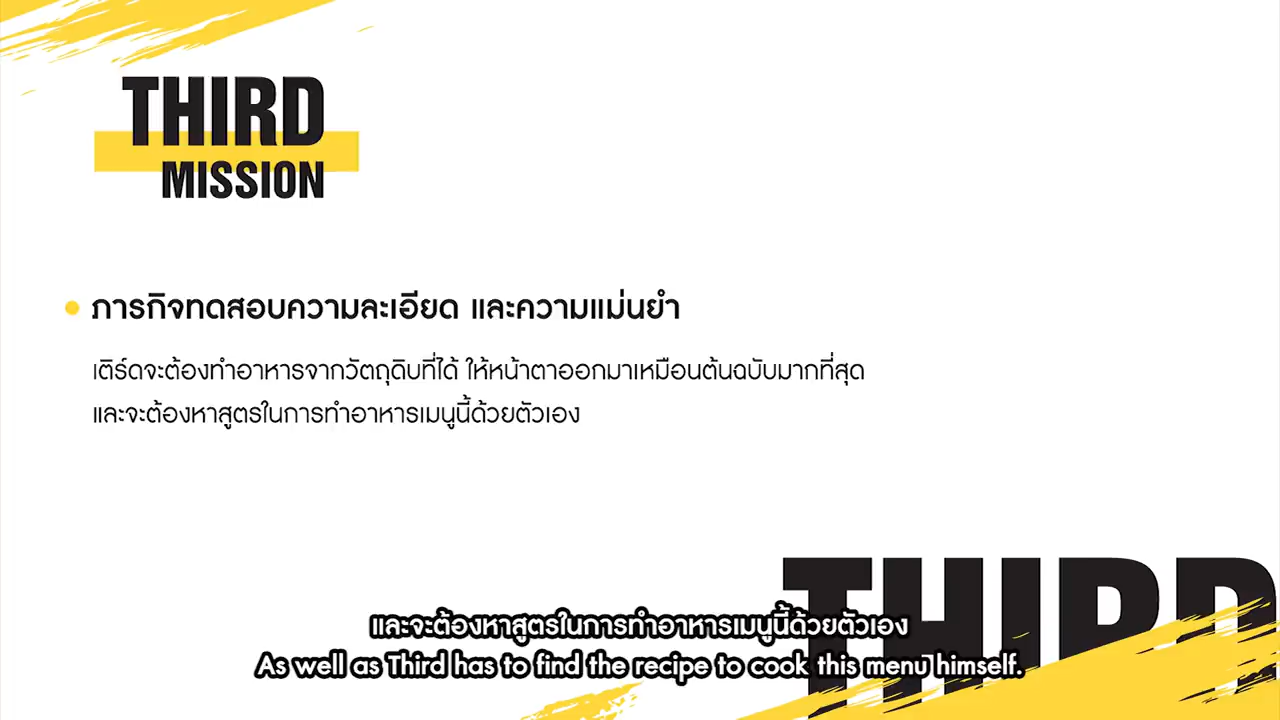 THIRD
MISSION
ภารกิจทดสอบความละเอียด และความแม่นยำ
เติร์ดจะต้องทำอาหารจากวัตถุดิบที่ได้ ให้หน้าตาออกมาเหมือนต้นฉบับมากที่สุด
และจะต้องหาสูตรในการทำอาหารเมนูนี้ด้วยตัวเอง
THIRD
และจะต้องหาสูตรในการทำอาหารเมนูนี้ด้วยตัวเอง
As well as Third has to find the recipe to cook this menu himself.